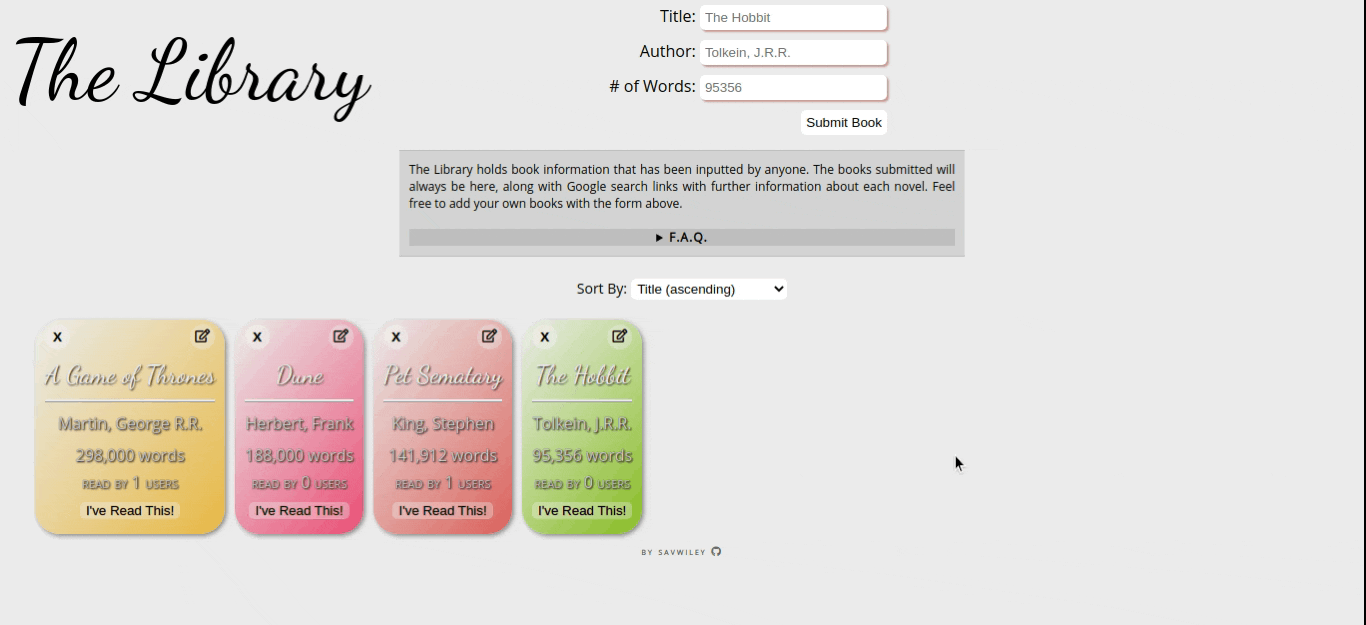 The Library
Title: The Hobbit
Author: Tolkein, J.R.R.
# of Words: 95356
Submit Book
The Library holds book information that has been inputted by anyone. The books submitted will
always be here, along with Google search links with further information about each novel. Feel
free to add your own books with the form above.
▶ F.A.Q.
Sort By: Title (ascending)
X
A Game of Thrones
Martin, George R.R.
298,000 words
READ BY 1 USERS
I've Read This!
X
Dune
Herbert, Frank
188,000 words
READ BY 0 USERS
I've Read This!
X
Pet Sematary
King, Stephen
141,912 words
READ BY 1 USERS
I've Read This!
X
The Hobbit
Tolkein, J.R.R.
95,356 words
READ BY 0 USERS
I've Read This!
BY SAVWILEY